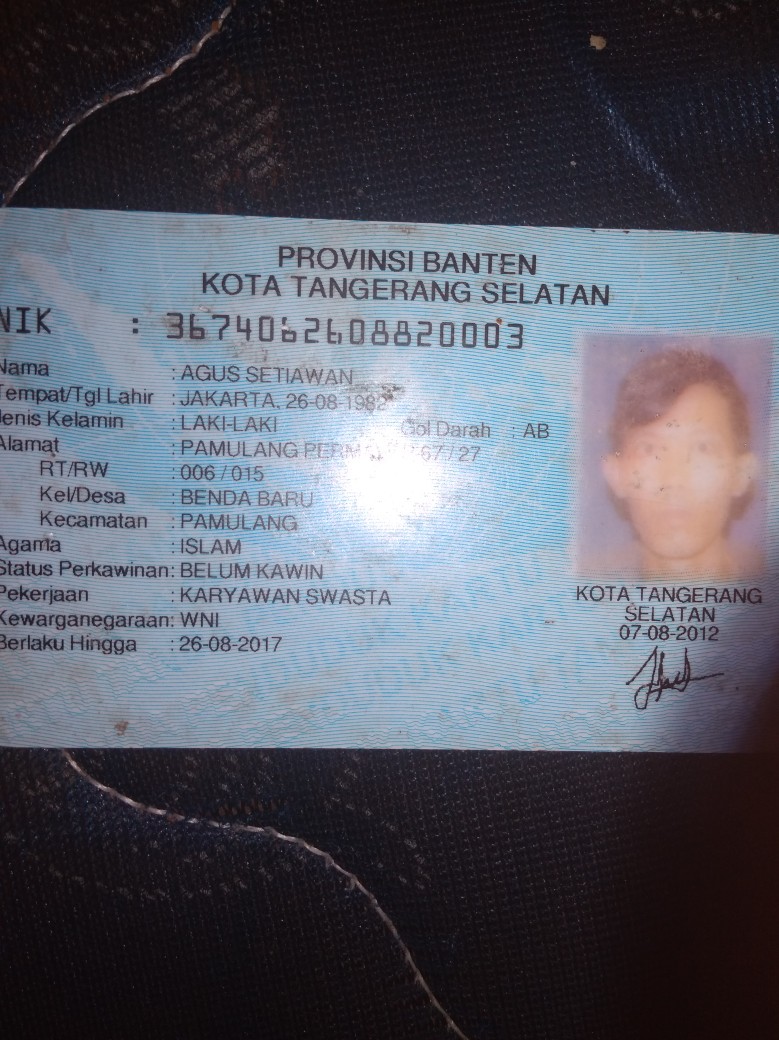 PROVINSI BANTEN
KOTA TANGERANG SELATAN
NIK : 3674062608820003
Nama : AGUS SETIAWAN
Tempat/Tgl Lahir : JAKARTA, 26-08-1982
Jenis Kelamin : LAKI-LAKI Gol Darah : AB
Alamat : PAMULANG 67/27
RT/RW : 006 / 015
Kel/Desa : BENDA BARU
Kecamatan : PAMULANG
Agama : ISLAM
Status Perkawinan: BELUM KAWIN
Pekerjaan : KARYAWAN SWASTA
Kewarganegaraan: WNI
Berlaku Hingga : 26-08-2017
KOTA TANGERANG
SELATAN
07-08-2012